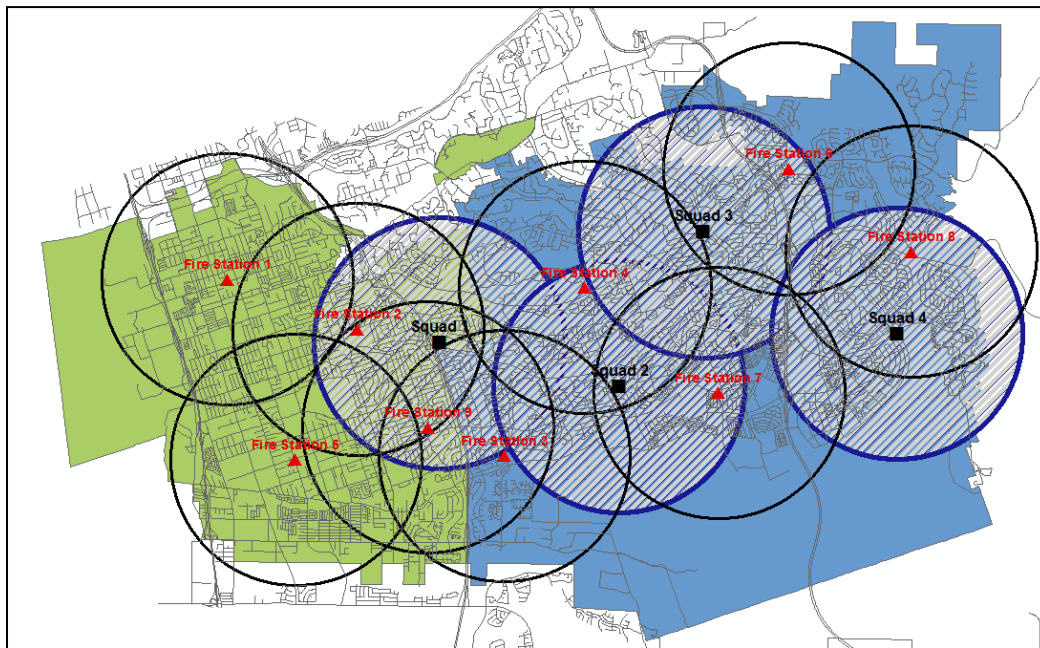 Fire Station 6
Squad 3
Fire Station 8
Fire Station 1
Fire Station 4
Fire Station 2
Squad 1
Squad 4
Squad 2
Fire Station 7
Fire Station 9
Fire Station 3
Fire Station 5